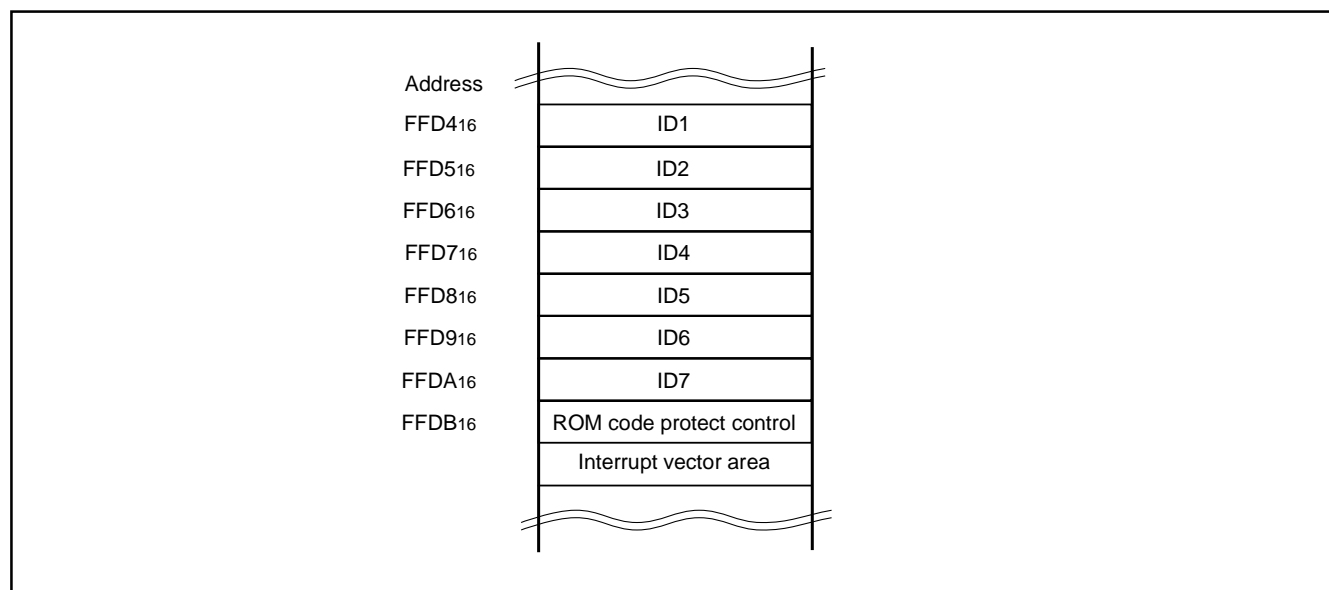 Address
FFD416 ID1
FFD516 ID2
FFD616 ID3
FFD716 ID4
FFD816 ID5
FFD916 ID6
FFDA16 ID7
FFDB16 ROM code protect control
Interrupt vector area